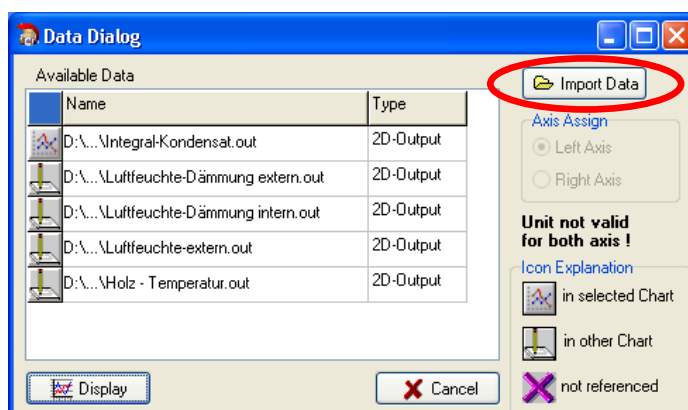 Data Dialog
Available Data
Import Data
Name Type
D:\...\Integral-Kondensat.out 2D-Output
D:\...\Luftfeuchte-Dämmung extern.out 2D-Output
D:\...\Luftfeuchte-Dämmung intern.out 2D-Output
D:\...\Luftfeuchte-extern.out 2D-Output
D:\...\Holz - Temperatur.out 2D-Output
Axis Assign
Left Axis
Right Axis
Unit not valid
for both axis !
Icon Explanation
in selected Chart
in other Chart
not referenced
Display
Cancel